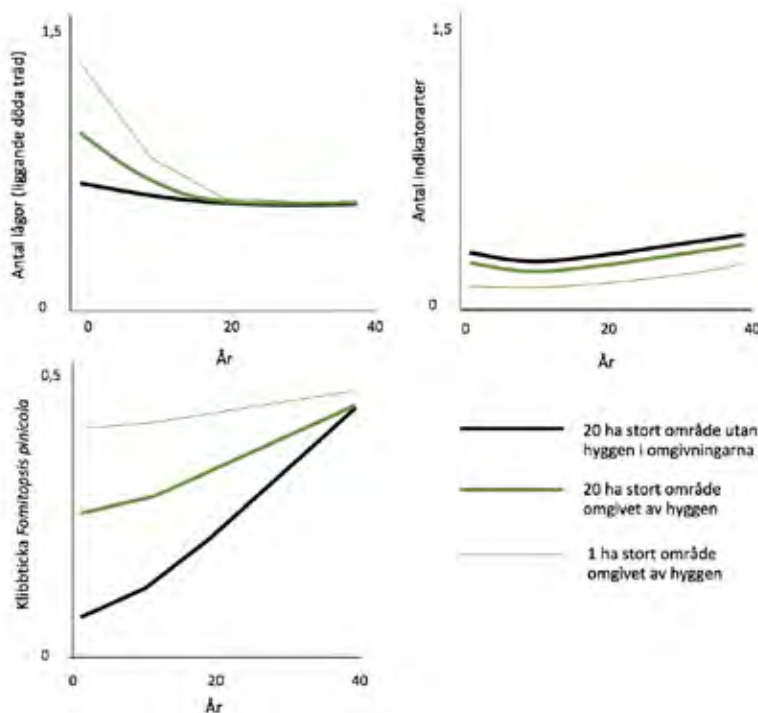 1,5
Antal lågor (liggande döda träd)
0
0 20 40
År
1,5
Antal indikatorarter
0
0 20 40
År
0,5
Klibbticka Fomitopsis pinicola
0
0 20 40
År
20 ha stort område utan
hyggen i omgivningarna
20 ha stort område
omgivet av hyggen
1 ha stort område
omgivet av hyggen